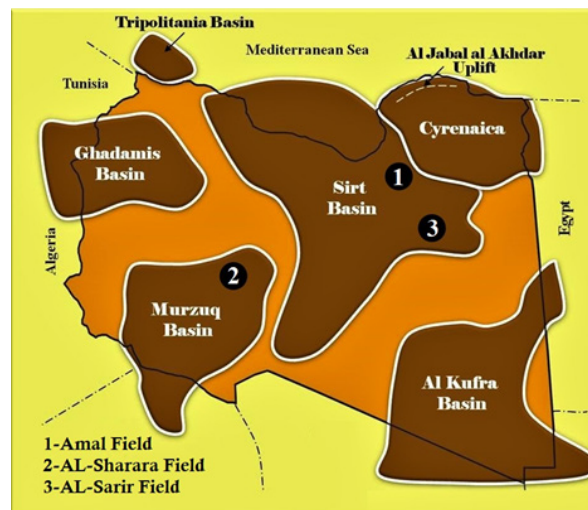 Tripolitania Basin
Mediterranean Sea
Al Jabal al Akhdar
Uplift
Tunisia
Cyrenaica
Ghadamis
Basin
1
Sirt
Basin
3
Egypt
Algeria
2
Murzuq
Basin
Al Kufra
Basin
1-Amal Field
2-AL-Sharara Field
3-AL-Sarir Field